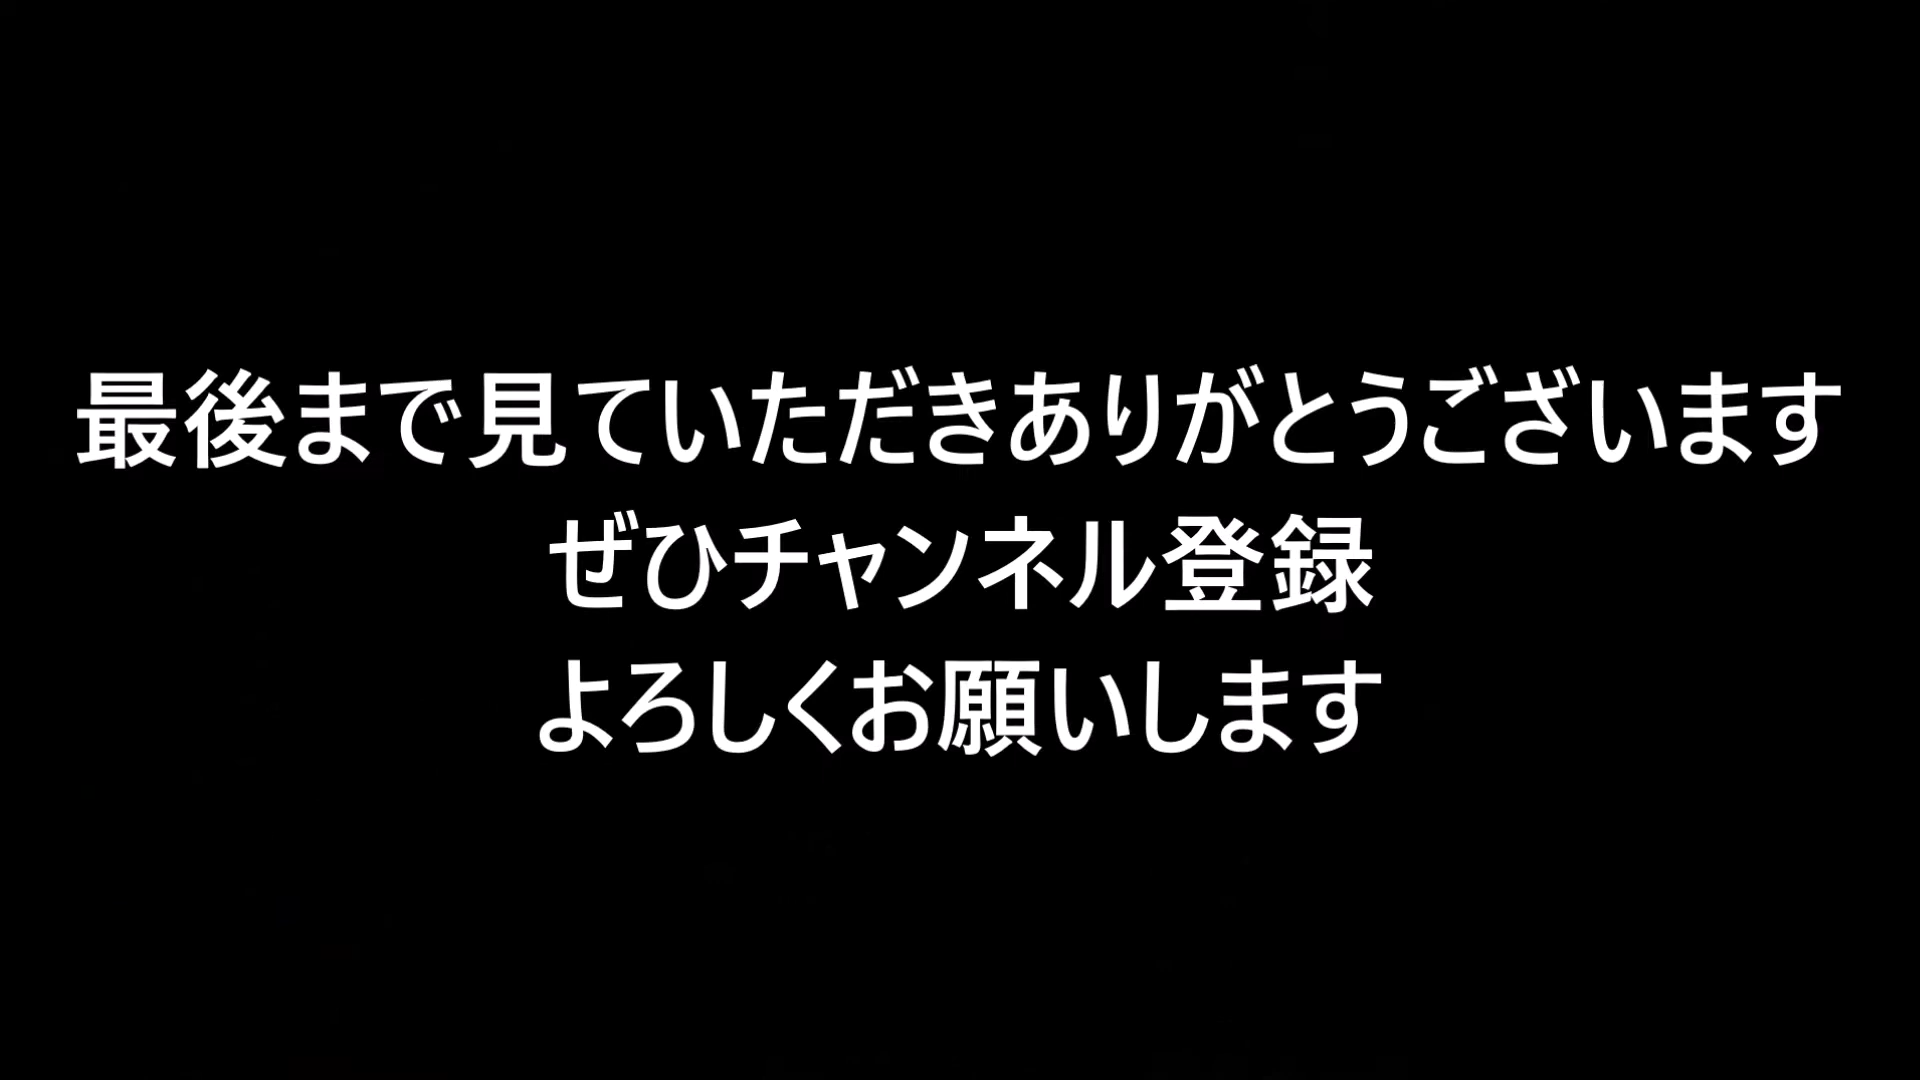 最後まで見ていただきありがとうございます
ぜひチャンネル登録
よろしくお願いします